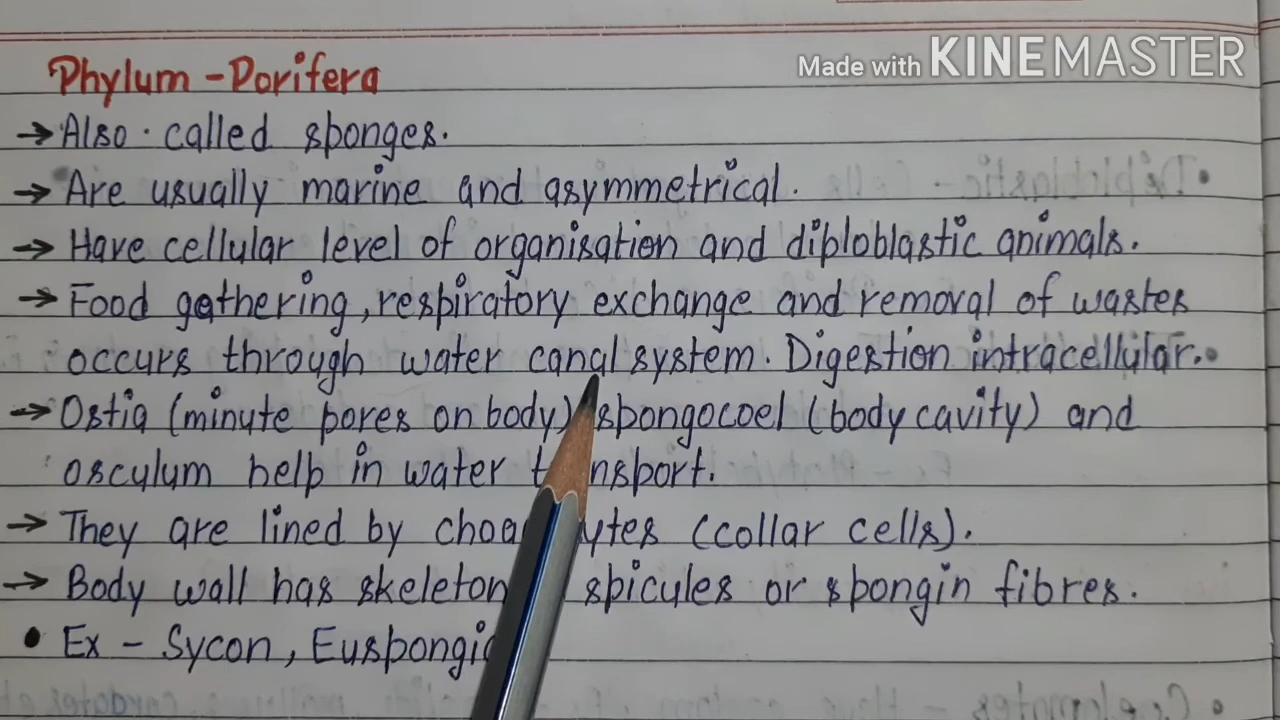 Made with KINEMASTER
Phylum - Porifera
→ Also called sponges.
→ Are usually marine and asymmetrical.
→ Have cellular level of organisation and diploblastic animals.
→ Food gathering, respiratory exchange and removal of wastes
occurs through water canal system. Digestion intracellular.
→ Ostia (minute pores on body) spongocoel (body cavity) and
osculum help in water
→ They are lined by (collar cells).
→ Body wall has skeleton spicules or spongin fibres.
• Ex - Sycon, Euspongia